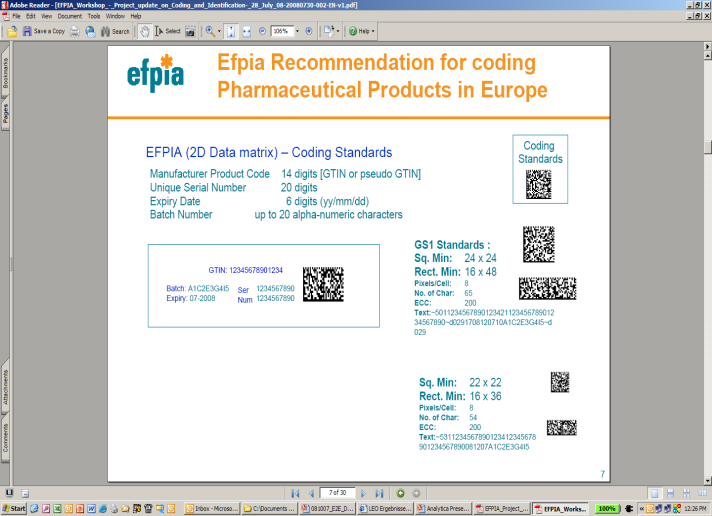 Adobe Reader - [EFPIA_Workshop_-_Project_update_on_Coding_and_Identification-_28_July_08-20080730-002-EN-v1.pdf]
File Edit View Document Tools Window Help
Save a Copy Search Select 106% Help
Bookmarks
Pages
Attachments
Comments
efpia
Efpia Recommendation for coding
Pharmaceutical Products in Europe
EFPIA (2D Data matrix) – Coding Standards
Manufacturer Product Code 14 digits [GTIN or pseudo GTIN]
Unique Serial Number 20 digits
Expiry Date 6 digits (yy/mm/dd)
Batch Number up to 20 alpha-numeric characters
Coding
Standards
GTIN: 12345678901234
Batch: A1C2E3G4I5 Ser 1234567890
Expiry: 07-2008 Num 1234567890
GS1 Standards :
Sq. Min: 24 x 24
Rect. Min: 16 x 48
Pixels/Cell: 8
No. of Char: 65
ECC: 200
Text:~5011234567890123421123456789012
34567890~d0291708120710A1C2E3G4I5~d
029
Sq. Min: 22 x 22
Rect. Min: 16 x 36
Pixels/Cell: 8
No. of Char: 54
ECC: 200
Text:~5311234567890123412345678
901234567890081207A1C2E3G4I5
7
7 of 30
Start Inbox - Microso... C:\Documents ... 081007_E2E_D... LEO Ergebnisse... Analytica Prese... EFPIA_Project_... EFPIA_Works... 100% 12:26 PM